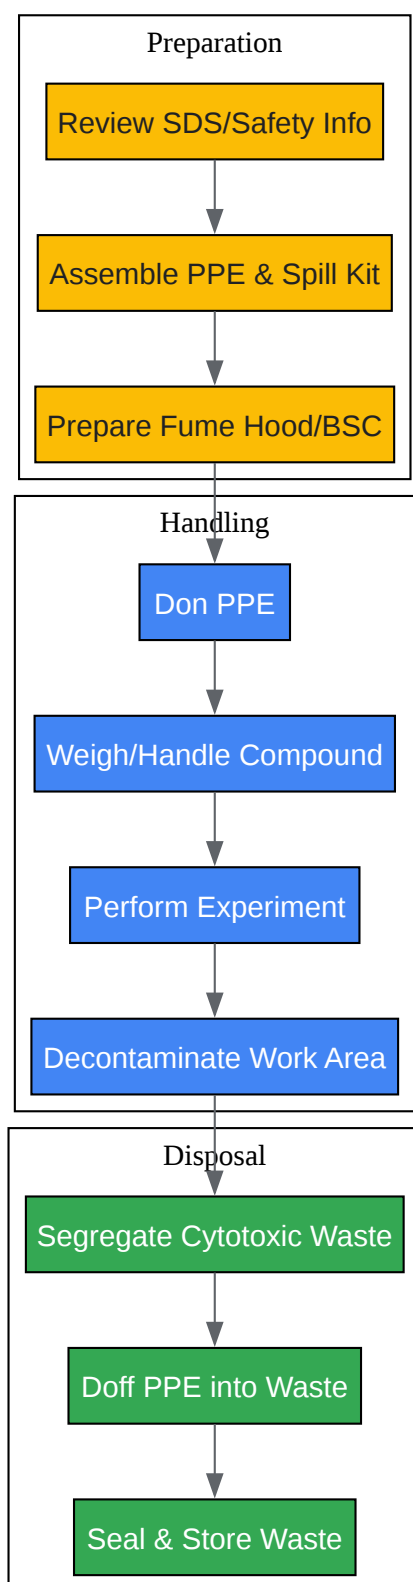 Preparation
Review SDS/Safety Info
Assemble PPE & Spill Kit
Prepare Fume Hood/BSC
Handling
Don PPE
Weigh/Handle Compound
Perform Experiment
Decontaminate Work Area
Disposal
Segregate Cytotoxic Waste
Doff PPE into Waste
Seal & Store Waste